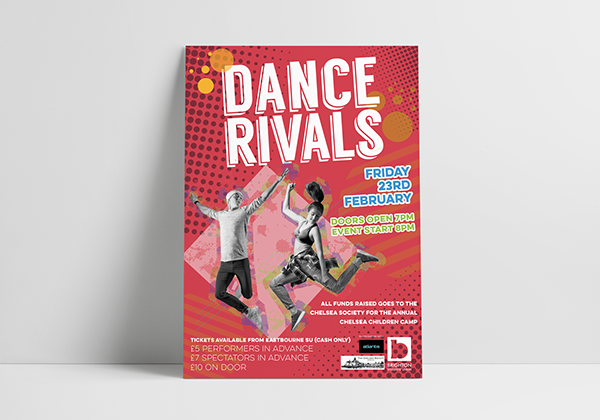 DANCE
RIVALS
FRIDAY
23RD
FEBRUARY
DOORS OPEN 7PM
EVENT START 8PM
ALL FUNDS RAISED GOES TO THE
CHELSEA SOCIETY FOR THE ANNUAL
CHELSEA CHILDREN CAMP
TICKETS AVAILABLE FROM EASTBOURNE SU (CASH ONLY)
£5 PERFORMERS IN ADVANCE
£7 SPECTATORS IN ADVANCE
£10 ON DOOR
atlantis
BRIGHTON